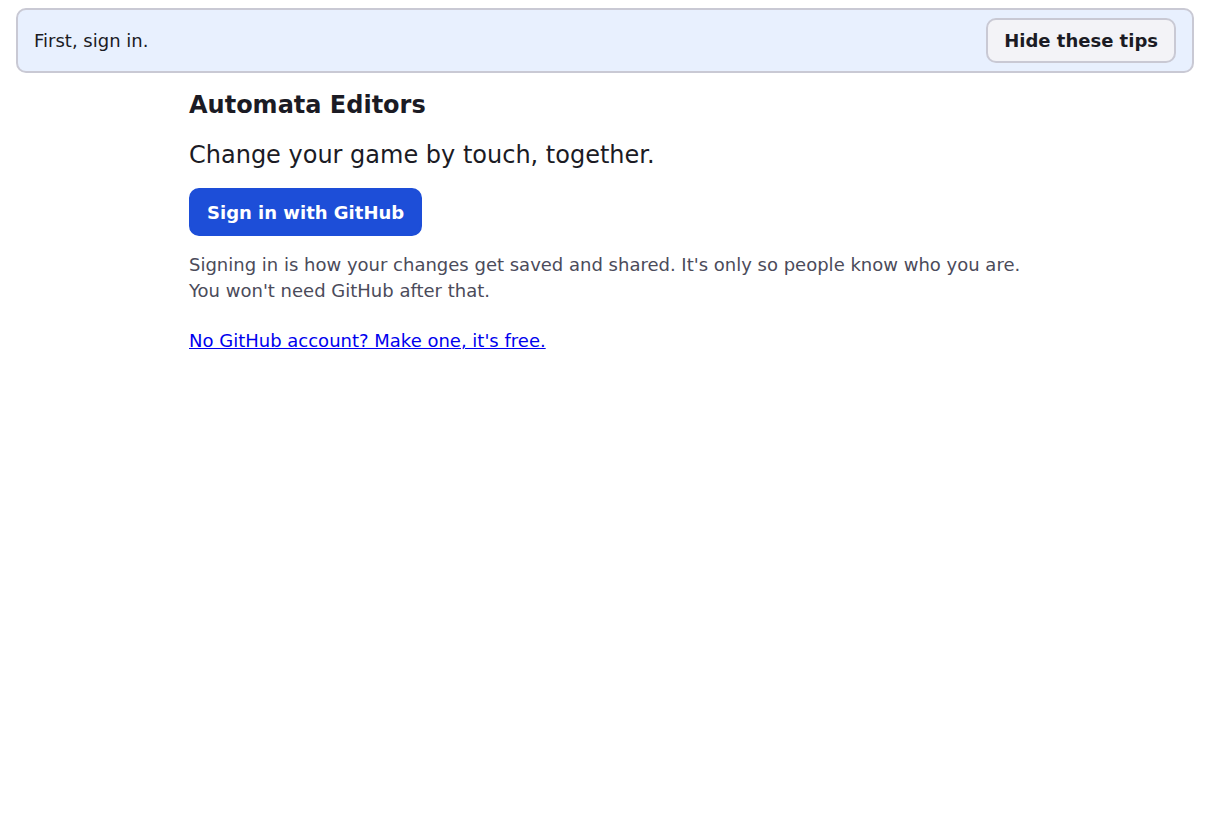 First, sign in.
Hide these tips
Automata Editors
Change your game by touch, together.
Sign in with GitHub
Signing in is how your changes get saved and shared. It's only so people know who you are.
You won't need GitHub after that.
No GitHub account? Make one, it's free.